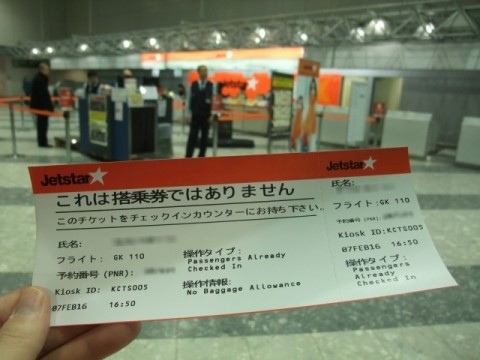 Jetstar
これは搭乗券ではありません
このチケットをチェックインカウンターにお持ち下さい。
氏名:
フライト: GK 110
予約番号(PNR):
Kiosk ID: KCTS005
07FEB16 16:50
操作タイプ:
Passengers Already
Checked In
操作情報:
No Baggage Allowance
Jetstar
氏名:
フライト:GK 110
予約番号(PNR):
Kiosk ID:KCTS005
07FEB16 16:50
操作タイプ:
Passengers
Already
Checked In
Jetstar